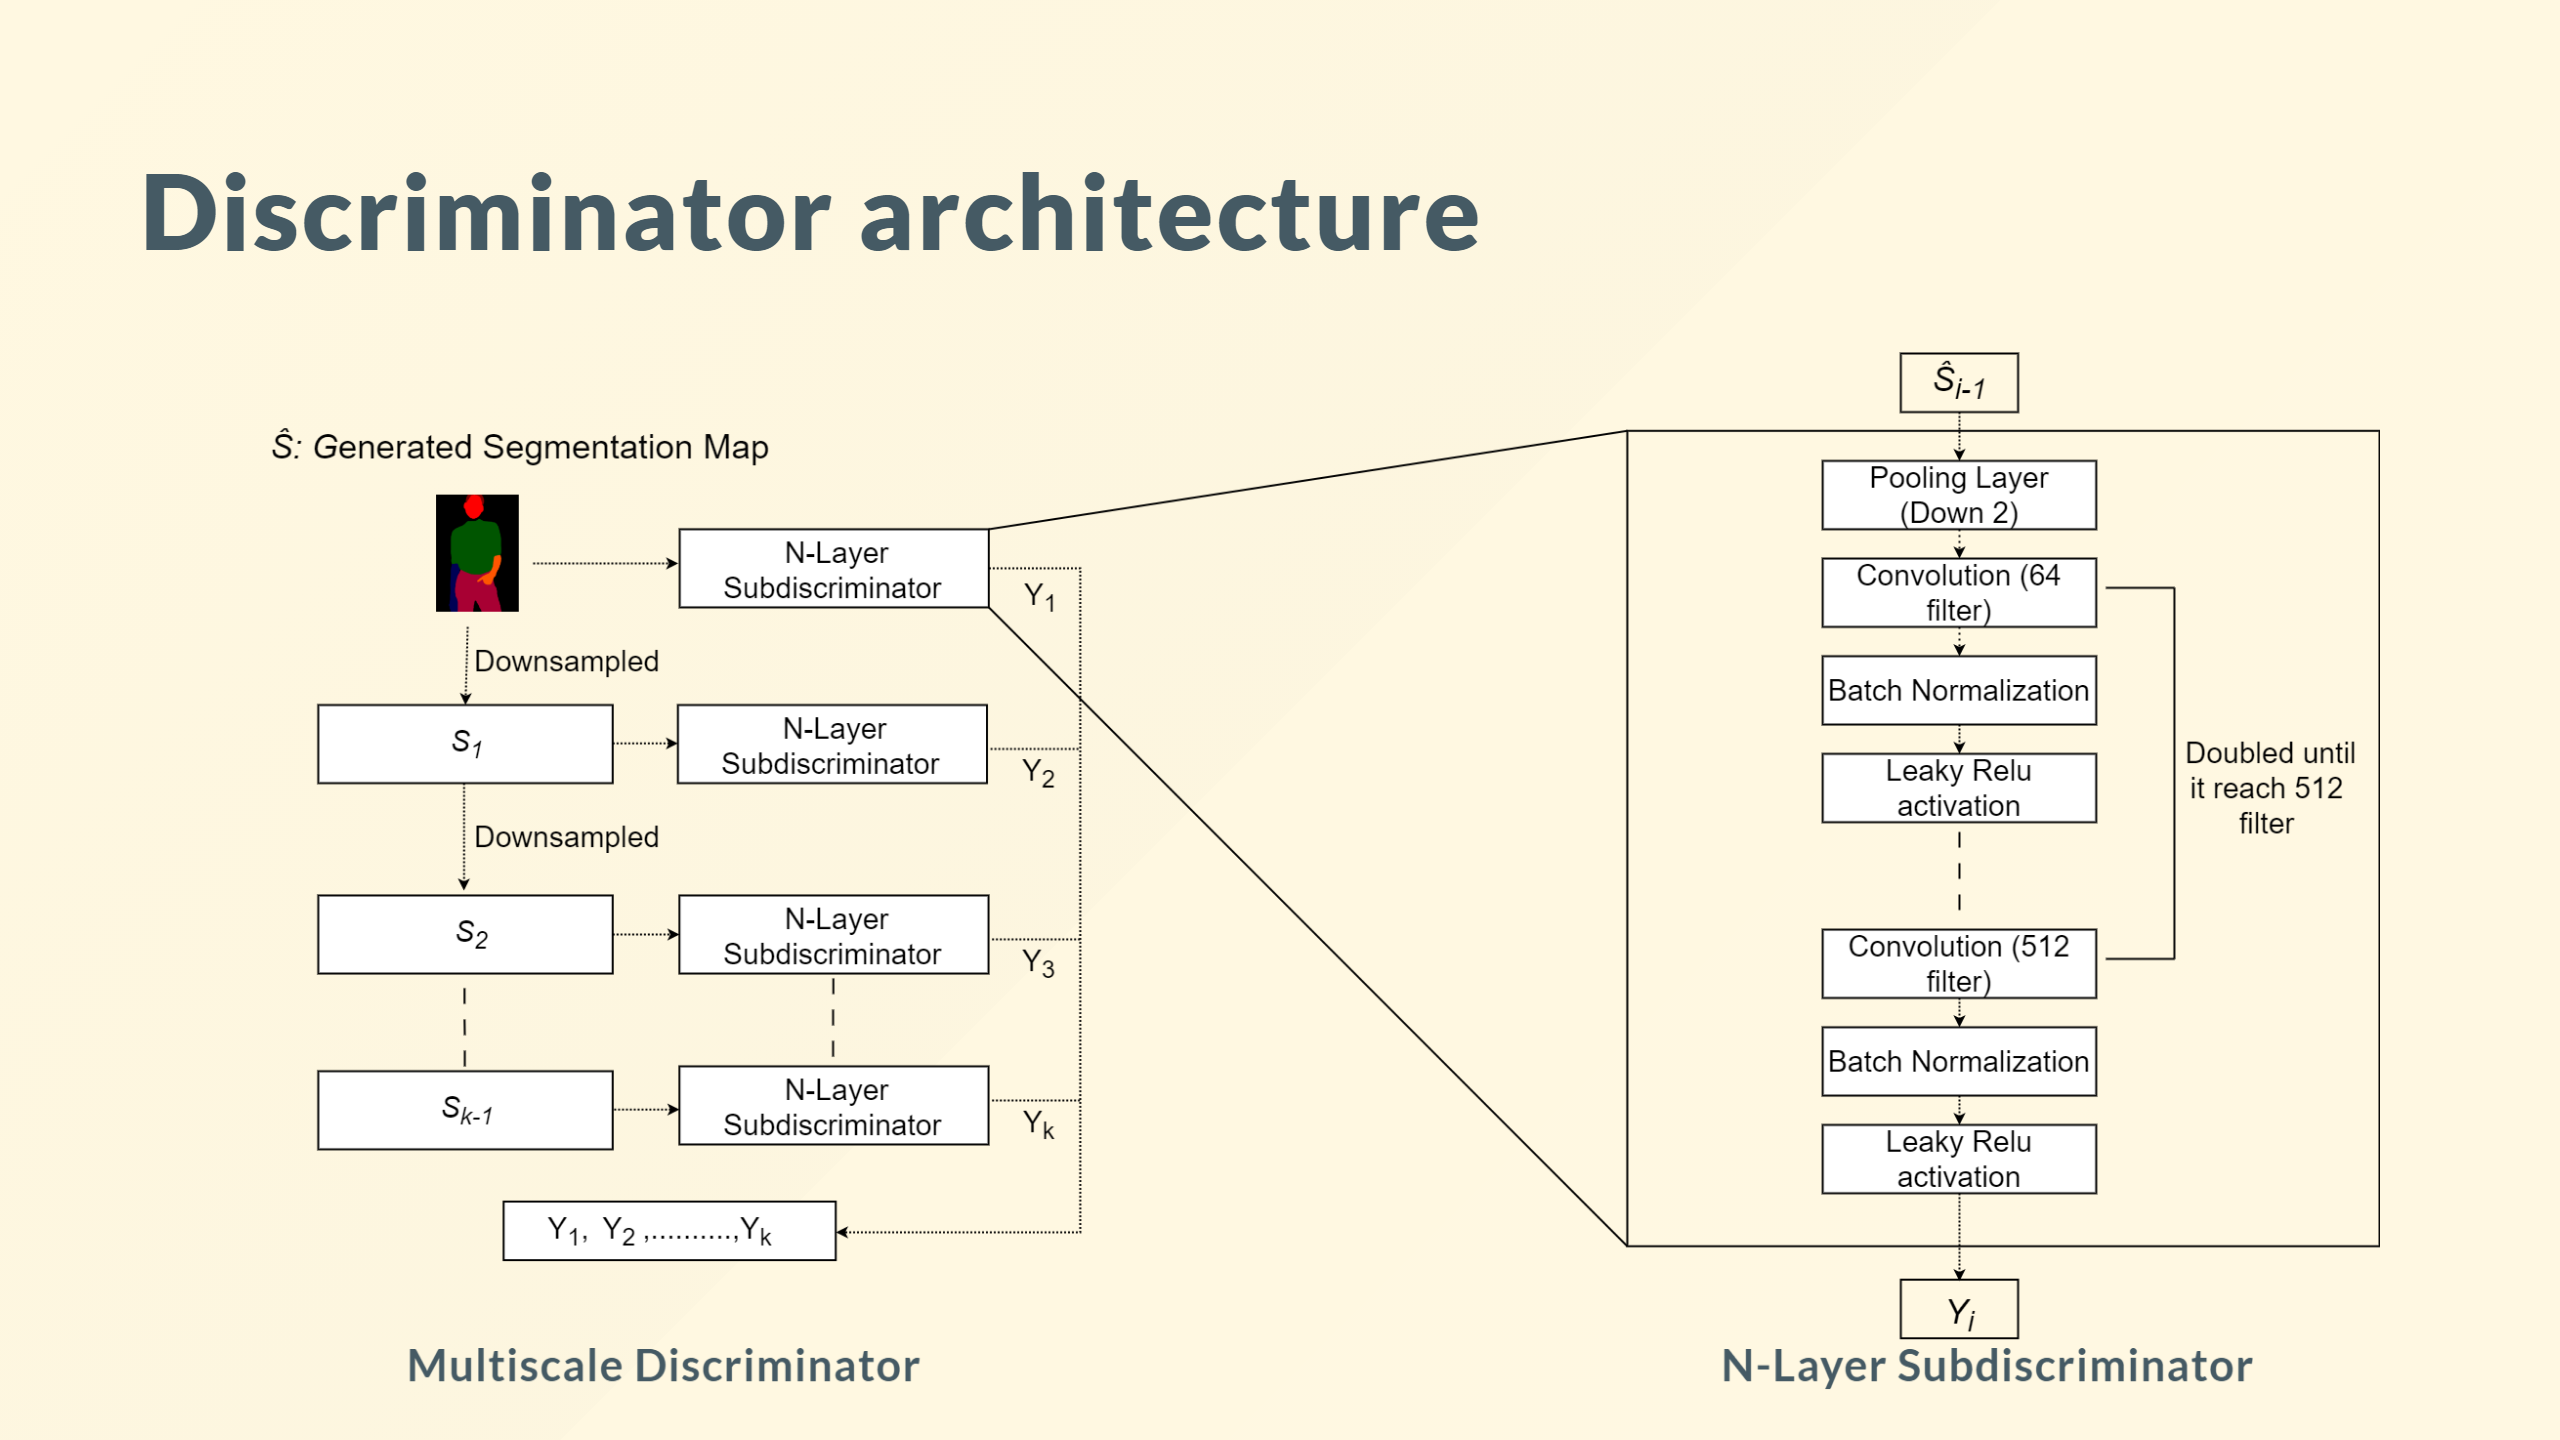 Discriminator architecture
Ŝ: Generated Segmentation Map
N-Layer
Subdiscriminator
Y1
Downsampled
S1
N-Layer
Subdiscriminator
Y2
Downsampled
S2
N-Layer
Subdiscriminator
Y3
Sk-1
N-Layer
Subdiscriminator
Yk
Y1, Y2 ,..........,Yk
Multiscale Discriminator
Ŝi-1
Pooling Layer
(Down 2)
Convolution (64
filter)
Batch Normalization
Leaky Relu
activation
Doubled until
it reach 512
filter
Convolution (512
filter)
Batch Normalization
Leaky Relu
activation
Yi
N-Layer Subdiscriminator